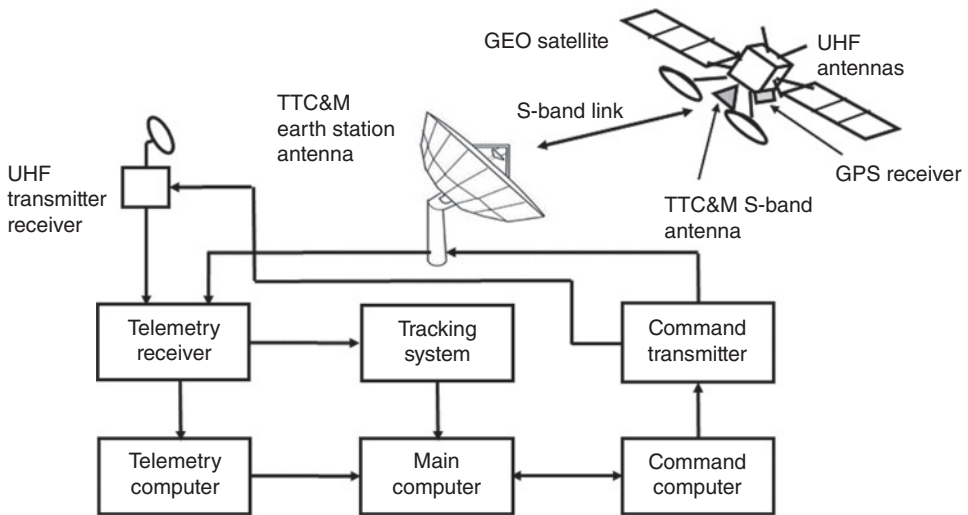 GEO satellite
UHF
antennas
TTC&M
earth station
antenna
S-band link
UHF
transmitter
receiver
GPS receiver
TTC&M S-band
antenna
Telemetry
receiver
Tracking
system
Command
transmitter
Telemetry
computer
Main
computer
Command
computer